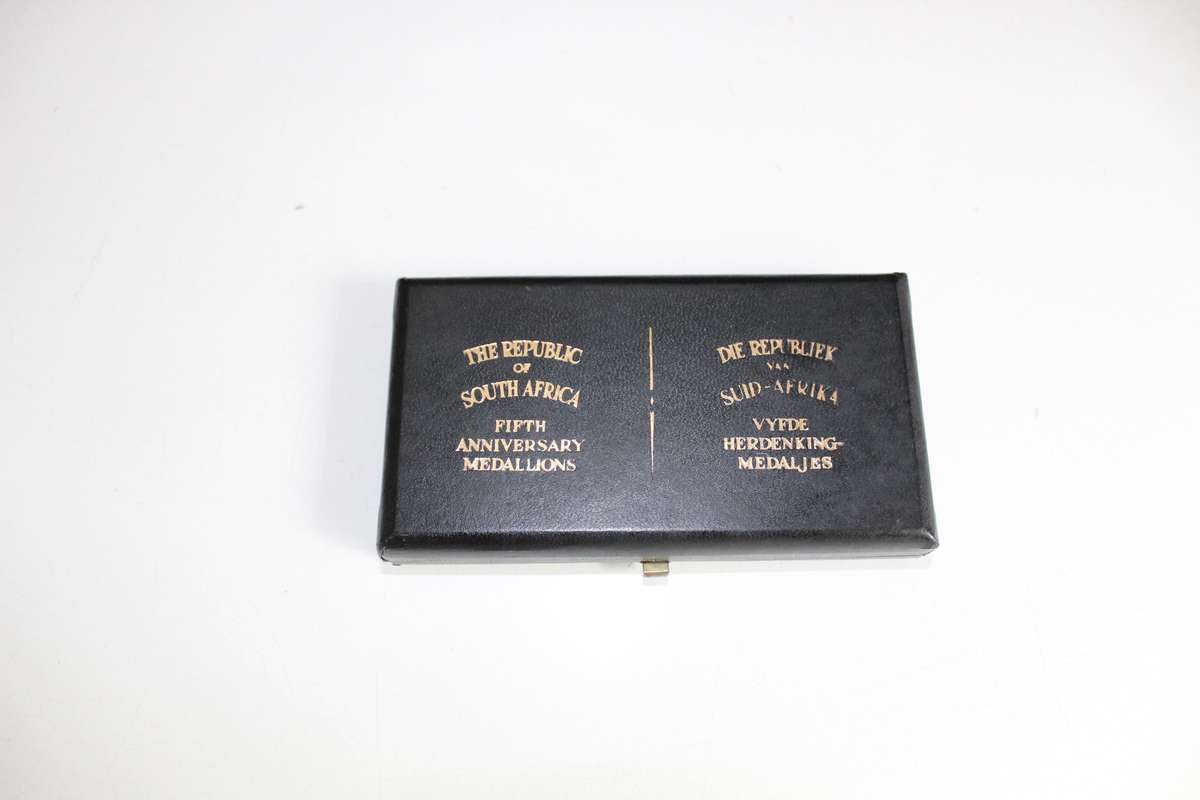 THE REPUBLIC
OF
SOUTH AFRICA
FIFTH
ANNIVERSARY
MEDALLIONS
DIE REPUBLIEK
VAN
SUID-AFRIKA
VYFDE
HERDENKING-
MEDALJES